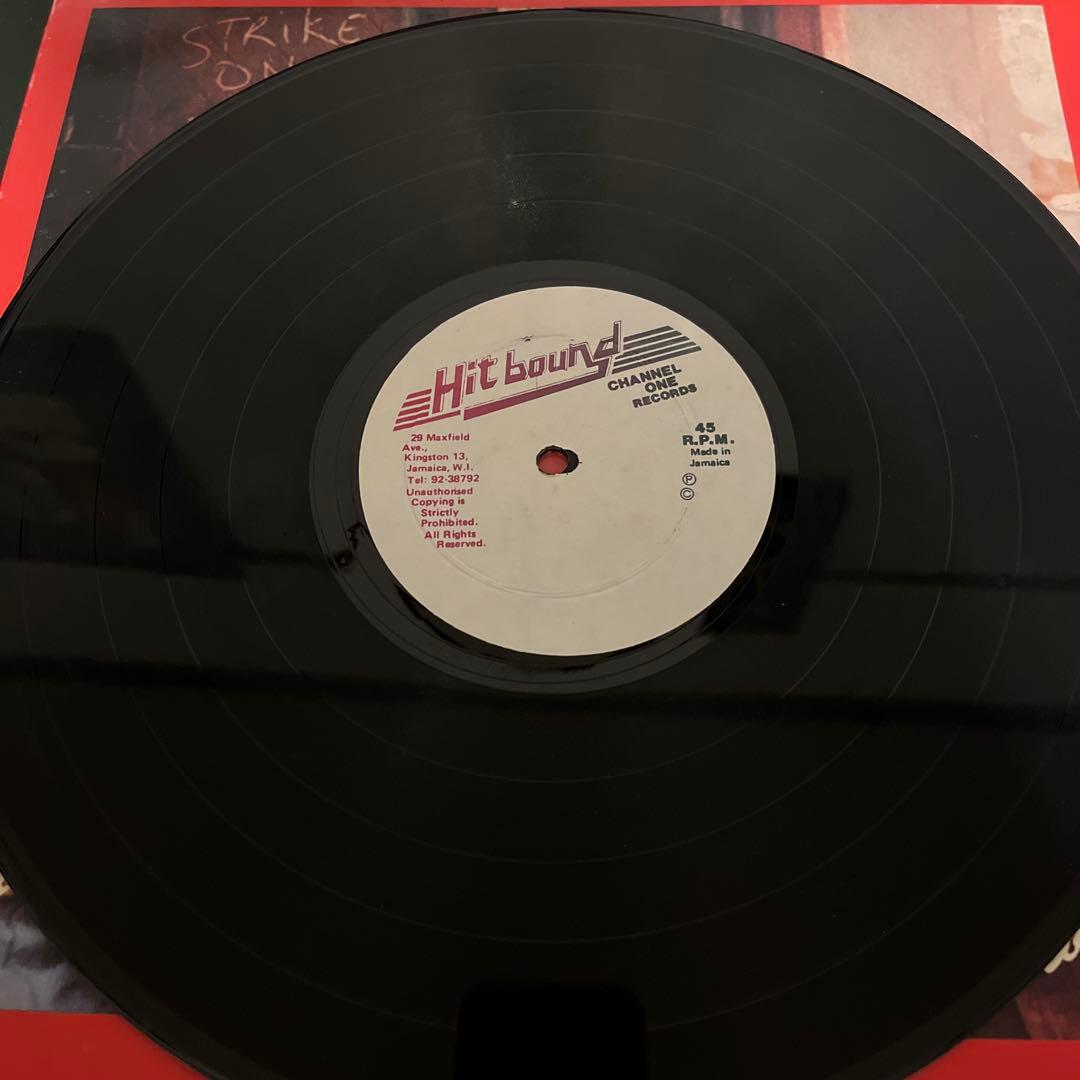 STRIKE
ON
Hit bound
CHANNEL
ONE
RECORDS
29 Maxfield
Ave.,
Kingston 13,
Jamaica, W.I.
Tel: 92-38792
Unauthorised
Copying is
Strictly
Prohibited.
All Rights
Reserved.
45
R.P.M.
Made in
Jamaica
℗
©